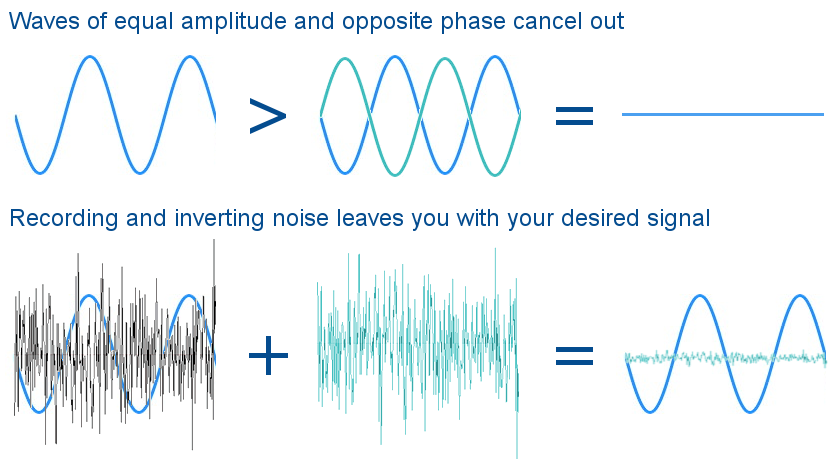 Waves of equal amplitude and opposite phase cancel out
> =
Recording and inverting noise leaves you with your desired signal
+ =